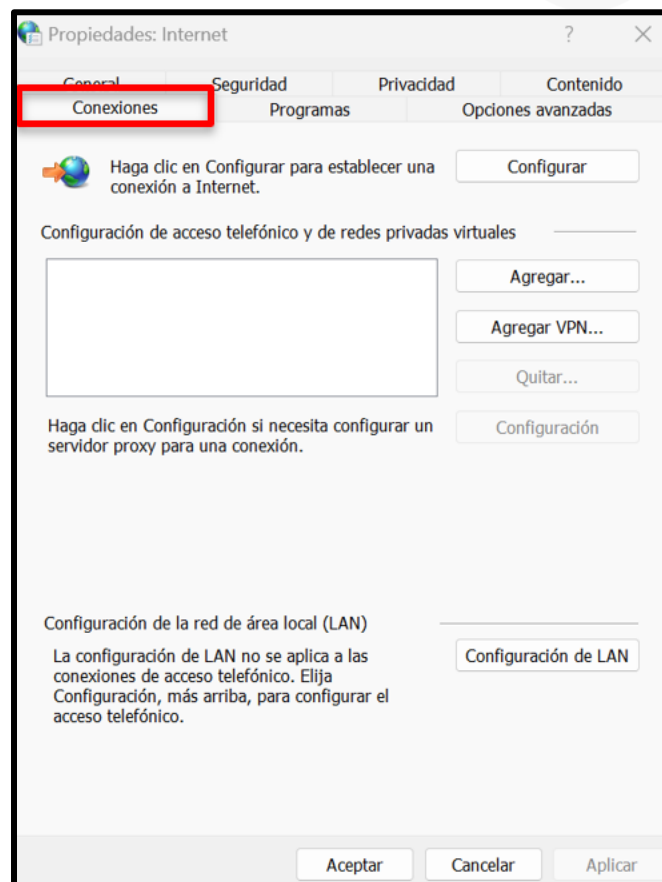 Propiedades: Internet ?
General Seguridad Privacidad Contenido
Conexiones Programas Opciones avanzadas
Haga clic en Configurar para establecer una
conexión a Internet.
Configurar
Configuración de acceso telefónico y de redes privadas virtuales
Agregar...
Agregar VPN...
Quitar...
Haga clic en Configuración si necesita configurar un
servidor proxy para una conexión.
Configuración
Configuración de la red de área local (LAN)
La configuración de LAN no se aplica a las
conexiones de acceso telefónico. Elija
Configuración, más arriba, para configurar el
acceso telefónico.
Configuración de LAN
Aceptar Cancelar Aplicar